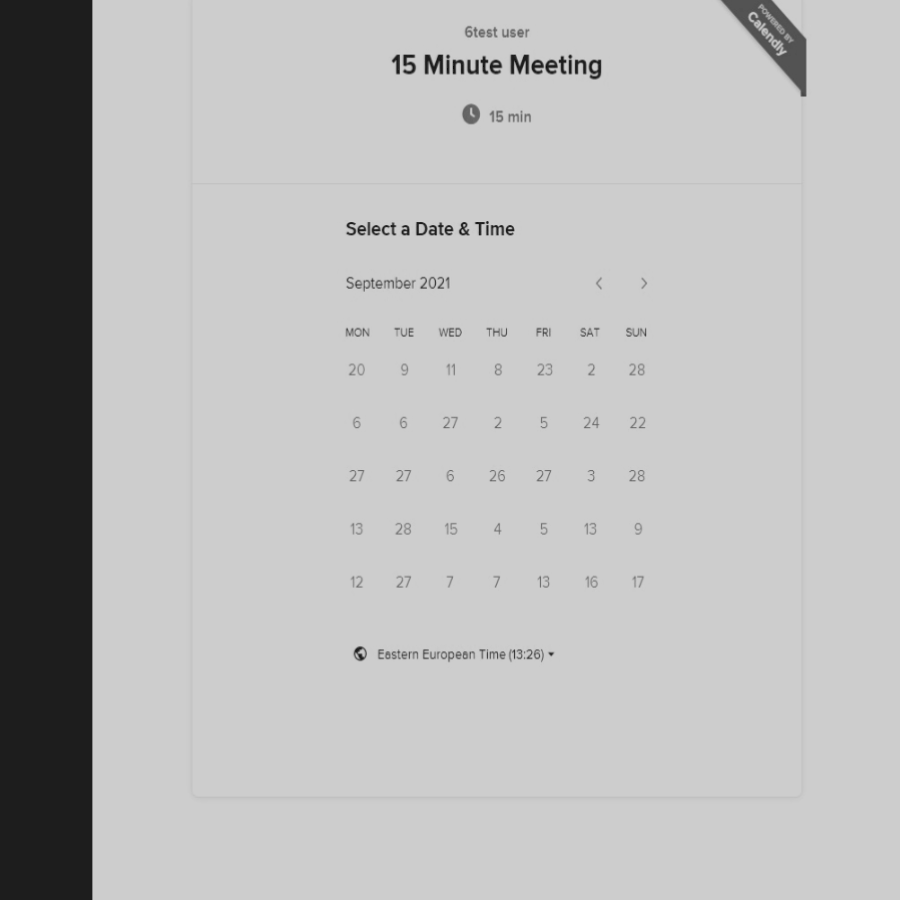 POWERED BY
Calendly
6test user
15 Minute Meeting
15 min
Select a Date & Time
September 2021
MON TUE WED THU FRI SAT SUN
20 9 11 8 23 2 28
6 6 27 2 5 24 22
27 27 6 26 27 3 28
13 28 15 4 5 13 9
12 27 7 7 13 16 17
Eastern European Time (13:26)